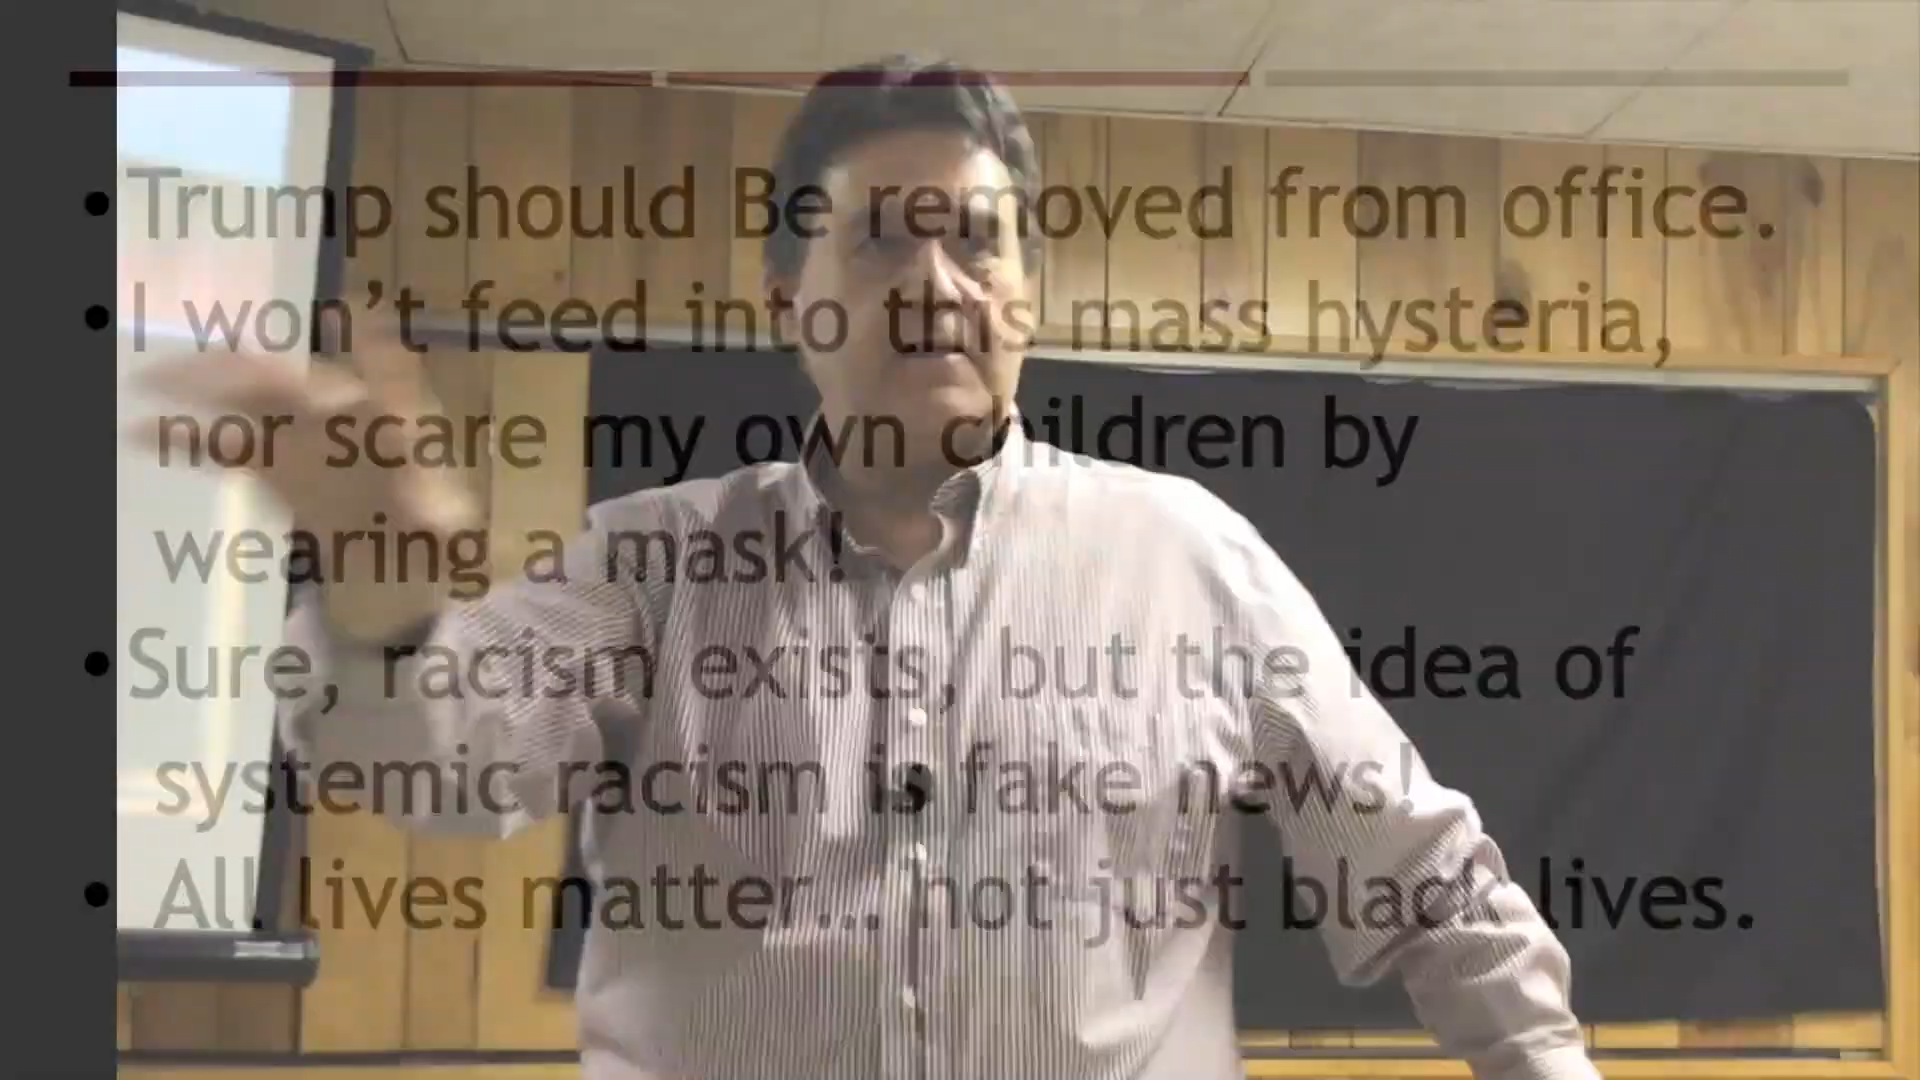 • Trump should Be removed from office.
• I won’t feed into this mass hysteria,
nor scare my own children by
wearing a mask!
• Sure, racism exists, but the idea of
systemic racism is fake news!
• All lives matter... not just black lives.